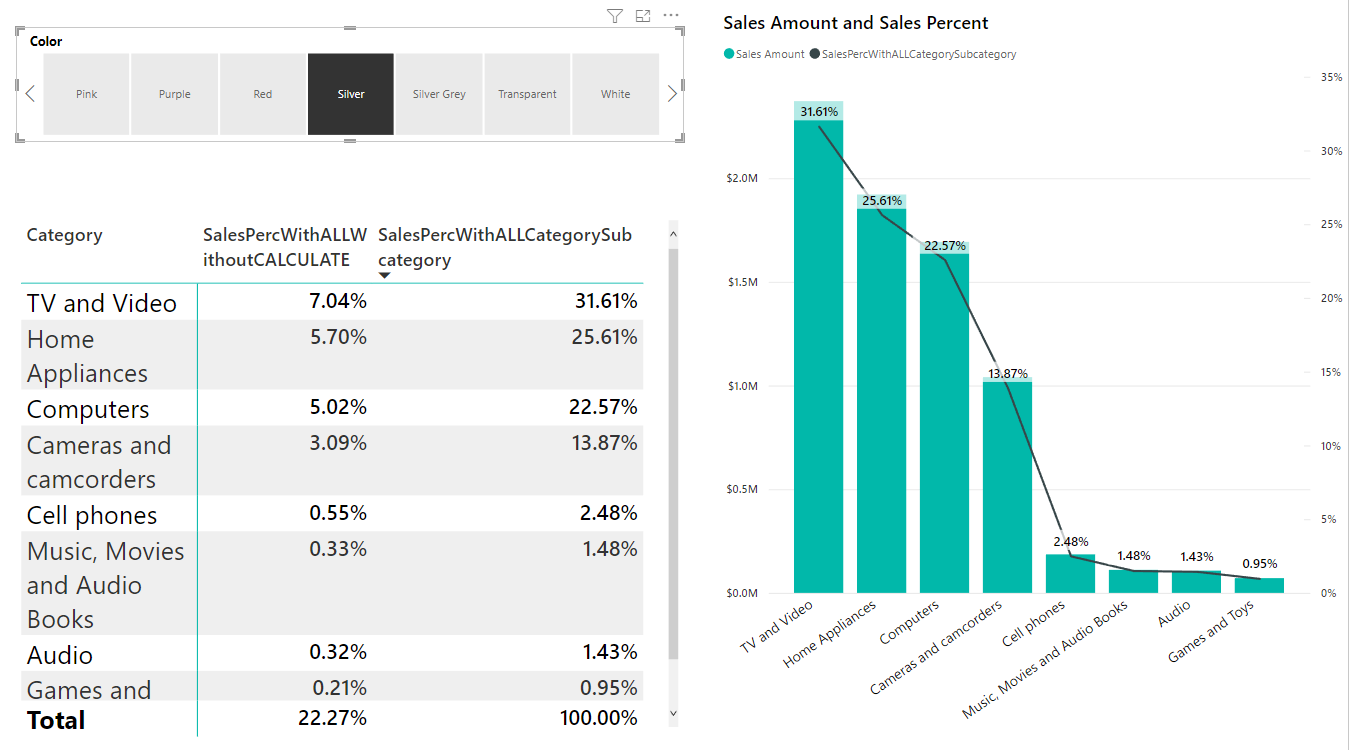 Color
Pink
Purple
Red
Silver
Silver Grey
Transparent
White
Category
SalesPercWithALLW
ithoutCALCULATE
SalesPercWithALLCategorySub
category
TV and Video 7.04% 31.61%
Home 5.70% 25.61%
Appliances
Computers 5.02% 22.57%
Cameras and 3.09% 13.87%
camcorders
Cell phones 0.55% 2.48%
Music, Movies 0.33% 1.48%
and Audio
Books
Audio 0.32% 1.43%
Games and 0.21% 0.95%
Total 22.27% 100.00%
Sales Amount and Sales Percent
Sales Amount
SalesPercWithALLCategorySubcategory
$2.0M
$1.5M
$1.0M
$0.5M
$0.0M
31.61%
25.61%
22.57%
13.87%
2.48%
1.48%
1.43%
0.95%
35%
30%
25%
20%
15%
10%
5%
0%
TV and Video
Home Appliances
Computers
Cameras and camcorders
Cell phones
Music, Movies and Audio Books
Audio
Games and Toys